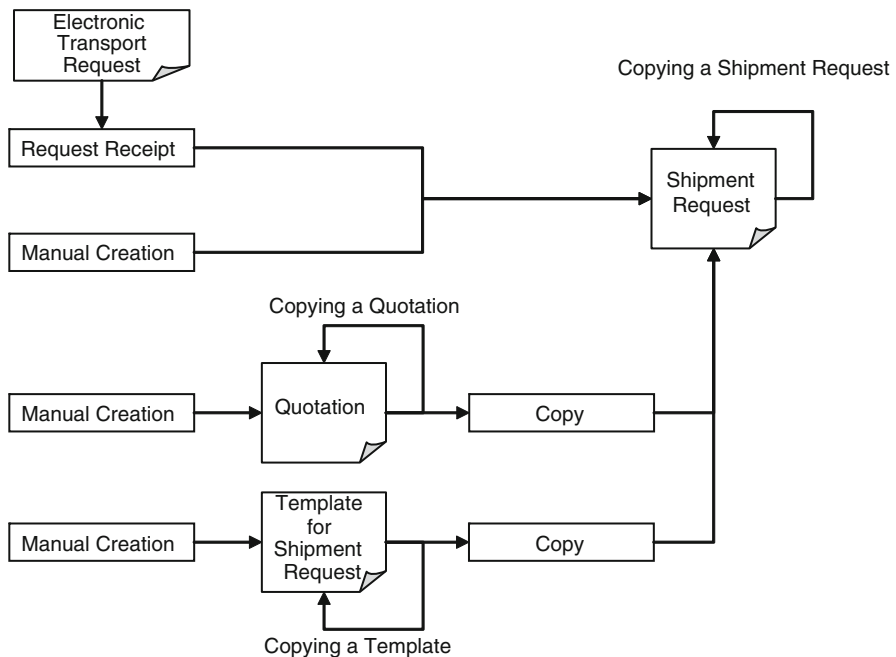 Electronic
Transport
Request
Copying a Shipment Request
Request Receipt
Shipment
Request
Manual Creation
Copying a Quotation
Manual Creation
Quotation
Copy
Template
for
Shipment
Request
Manual Creation
Copy
Copying a Template